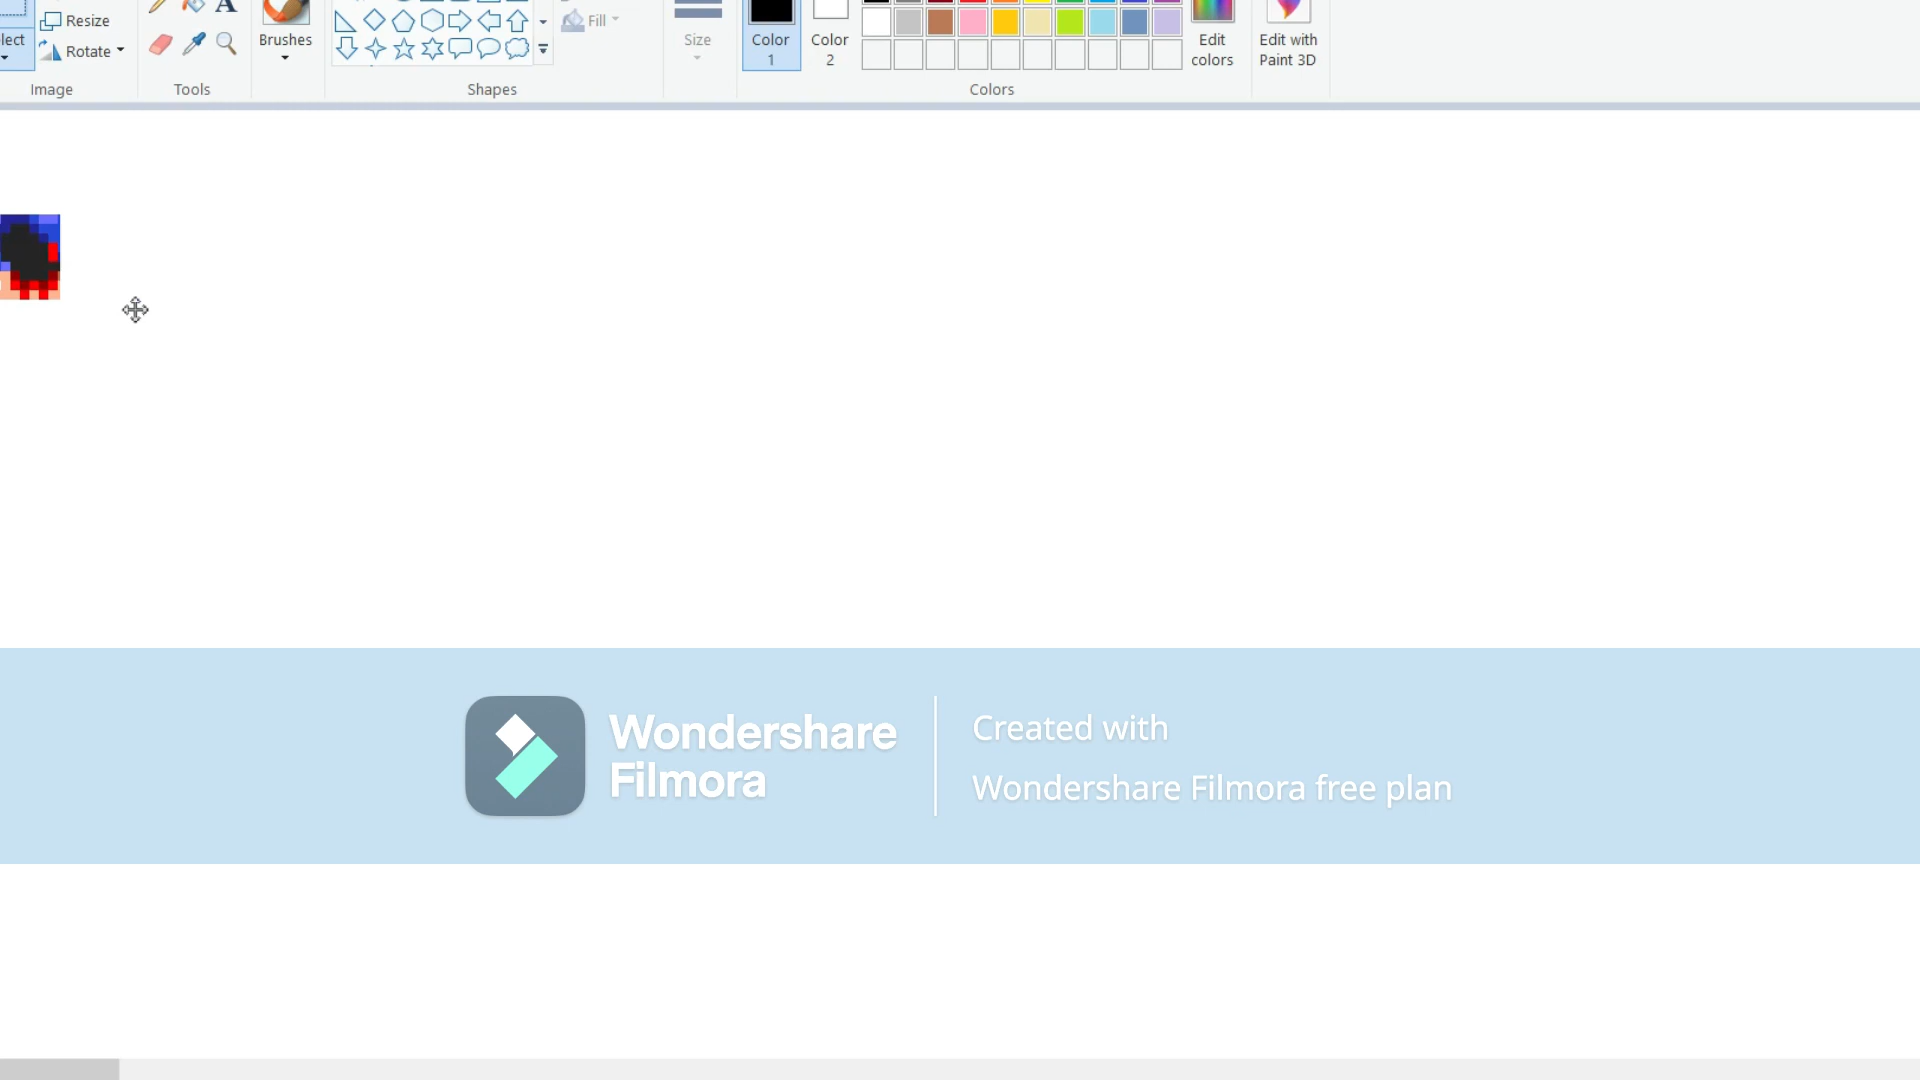 lect
Resize
Rotate
Image
A
Tools
Brushes
Shapes
Fill
Size
Color
1
Color
2
Colors
Edit
colors
Edit with
Paint 3D
Wondershare
Filmora
Created with
Wondershare Filmora free plan